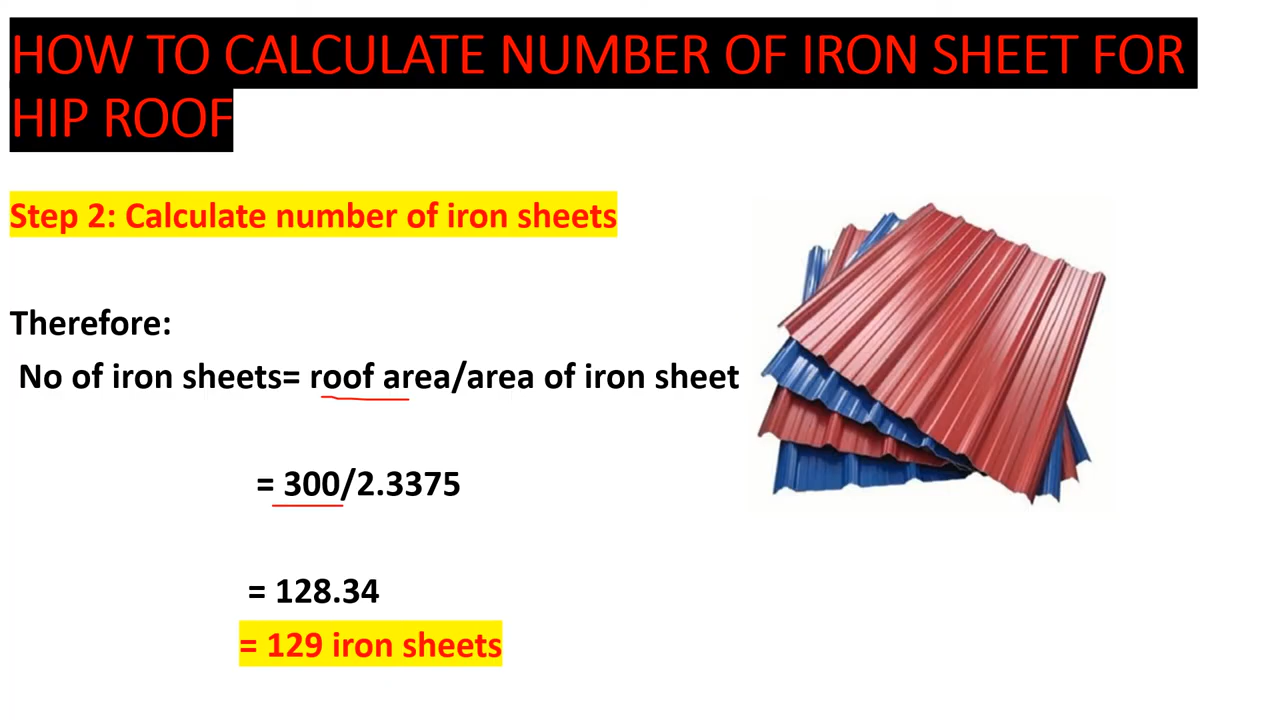 HOW TO CALCULATE NUMBER OF IRON SHEET FOR
HIP ROOF
Step 2: Calculate number of iron sheets
Therefore:
No of iron sheets= roof area/area of iron sheet
= 300/2.3375
= 128.34
= 129 iron sheets